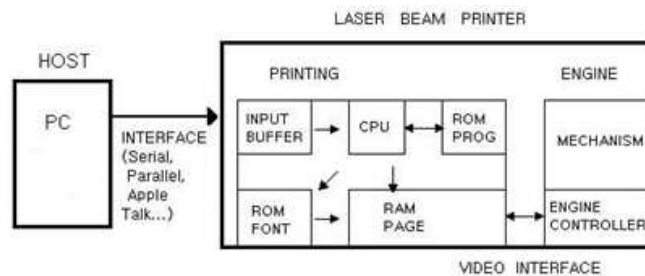 LASER BEAM PRINTER
HOST
PRINTING
ENGINE
PC
INTERFACE
(Serial,
Parallel,
Apple
Talk...)
INPUT
BUFFER
CPU
ROM
PROG
MECHANISM
ROM
FONT
RAM
PAGE
ENGINE
CONTROLLER
VIDEO INTERFACE